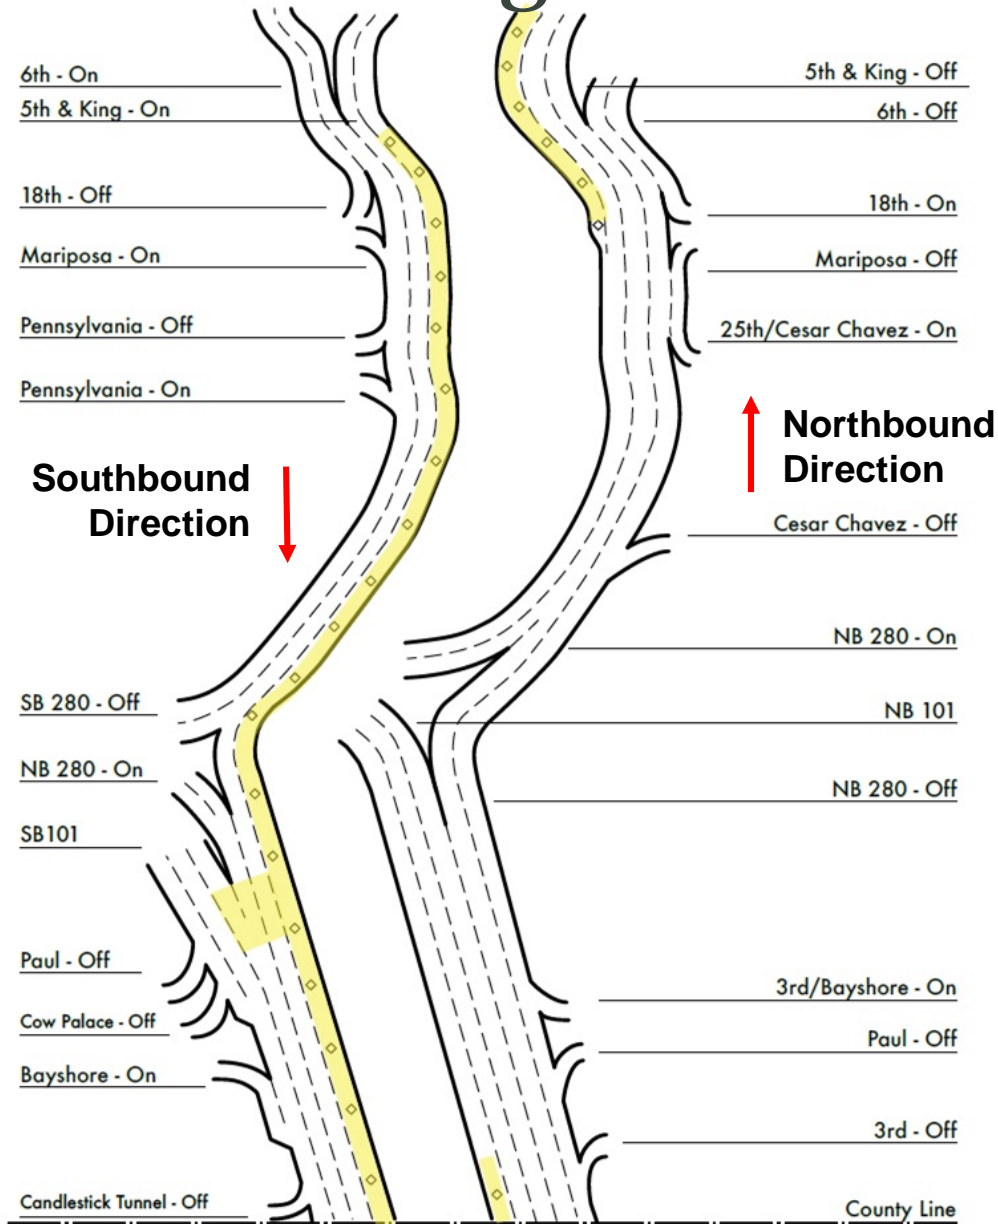 g
6th - On
5th & King - On
18th - Off
Mariposa - On
Pennsylvania - Off
Pennsylvania - On
Southbound
Direction
SB 280 - Off
NB 280 - On
SB101
Paul - Off
Cow Palace - Off
Bayshore - On
Candlestick Tunnel - Off
5th & King - Off
6th - Off
18th - On
Mariposa - Off
25th/Cesar Chavez - On
Northbound
Direction
Cesar Chavez - Off
NB 280 - On
NB 101
NB 280 - Off
3rd/Bayshore - On
Paul - Off
3rd - Off
County Line